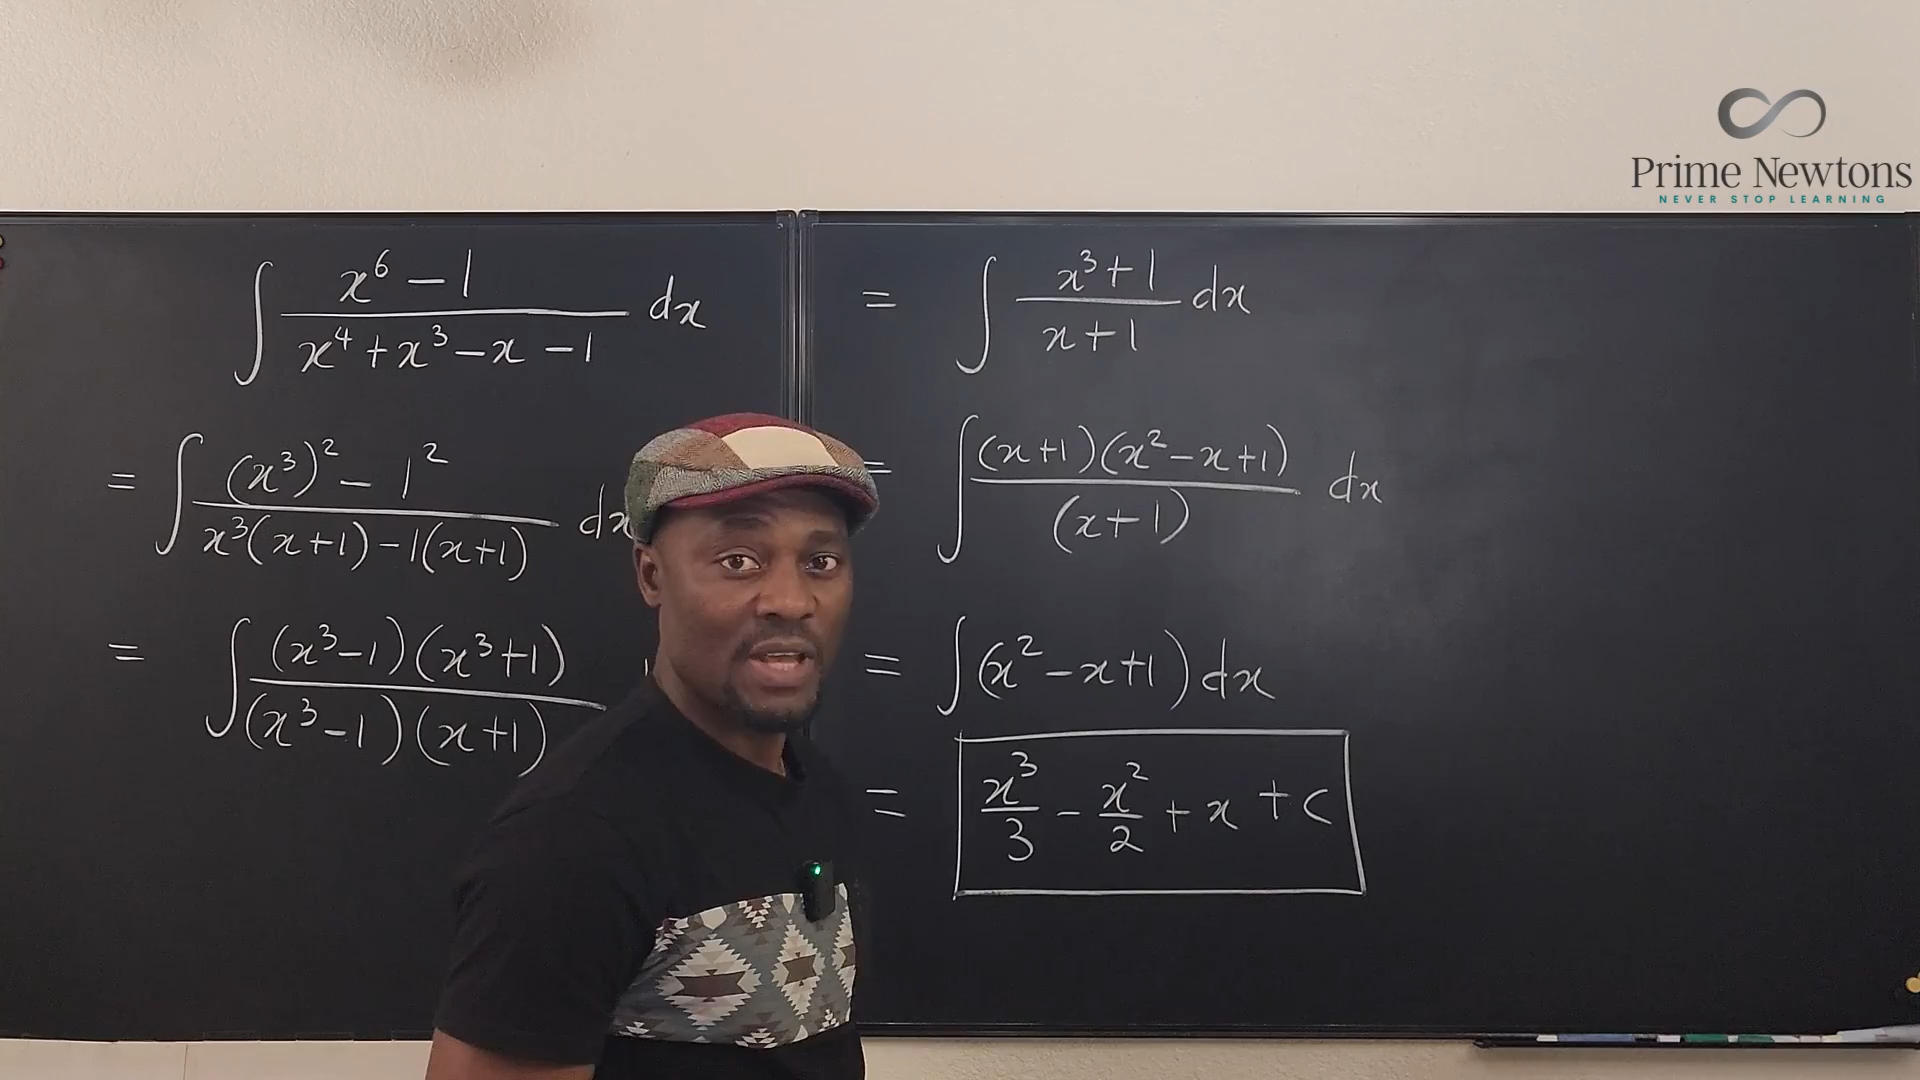 Prime Newtons
NEVER STOP LEARNING
∫ (x⁶ − 1)/(x⁴ + x³ − x − 1) dx
= ∫ ((x³)² − 1²)/(x³(x+1) − 1(x+1)) dx
= ∫ ((x³−1)(x³+1))/((x³−1)(x+1))
= ∫ (x³+1)/(x+1) dx
= ∫ ((x+1)(x²−x+1))/((x+1)) dx
= ∫ (x²−x+1) dx
= x³/3 − x²/2 + x + c